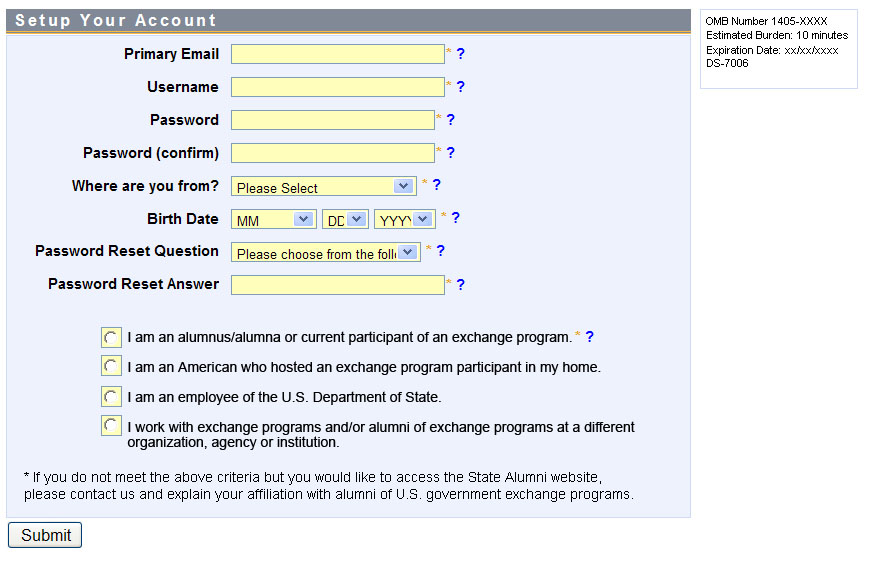 Setup Your Account
OMB Number 1405-XXXX
Estimated Burden: 10 minutes
Expiration Date: xx/xx/xxxx
DS-7006
Primary Email * ?
Username * ?
Password * ?
Password (confirm) * ?
Where are you from? Please Select * ?
Birth Date MM DD YYYY * ?
Password Reset Question Please choose from the foll * ?
Password Reset Answer * ?
I am an alumnus/alumna or current participant of an exchange program. * ?
I am an American who hosted an exchange program participant in my home.
I am an employee of the U.S. Department of State.
I work with exchange programs and/or alumni of exchange programs at a different
organization, agency or institution.
* If you do not meet the above criteria but you would like to access the State Alumni website,
please contact us and explain your affiliation with alumni of U.S. government exchange programs.
Submit